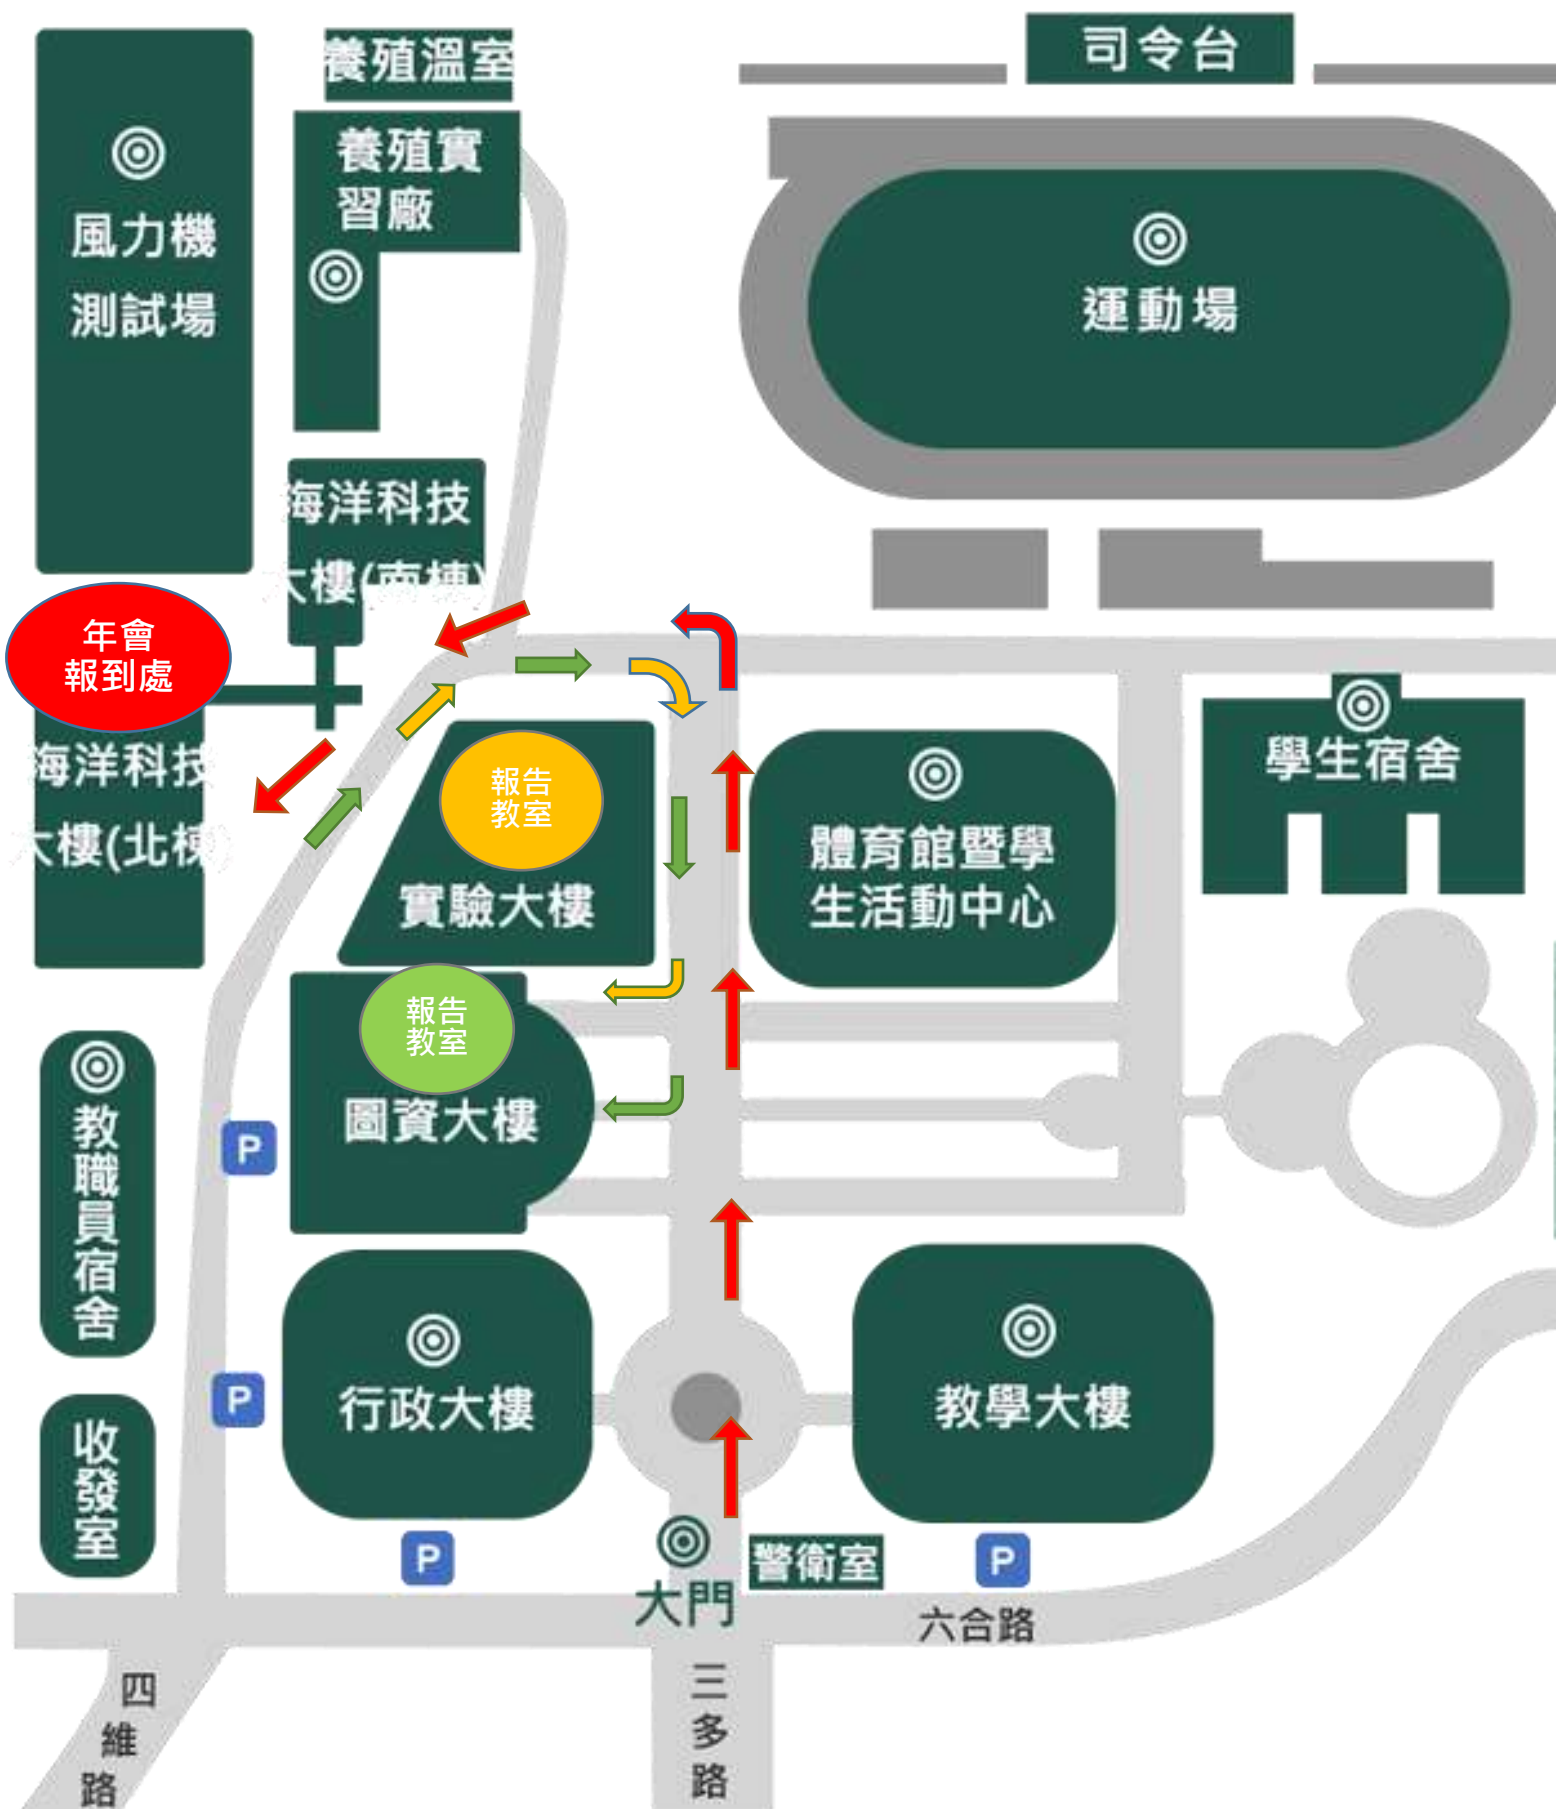 養殖溫室
司令台
養殖實
習廠
風力機
測試場
運動場
海洋科技
大樓(南棟)
年會
報到處
海洋科技
大樓(北棟)
報告
教室
實驗大樓
體育館暨學
生活動中心
學生宿舍
報告
教室
圖資大樓
P
教職員宿舍
行政大樓
教學大樓
P
收發室
P
大門
警衛室
P
六合路
四維路
三多路